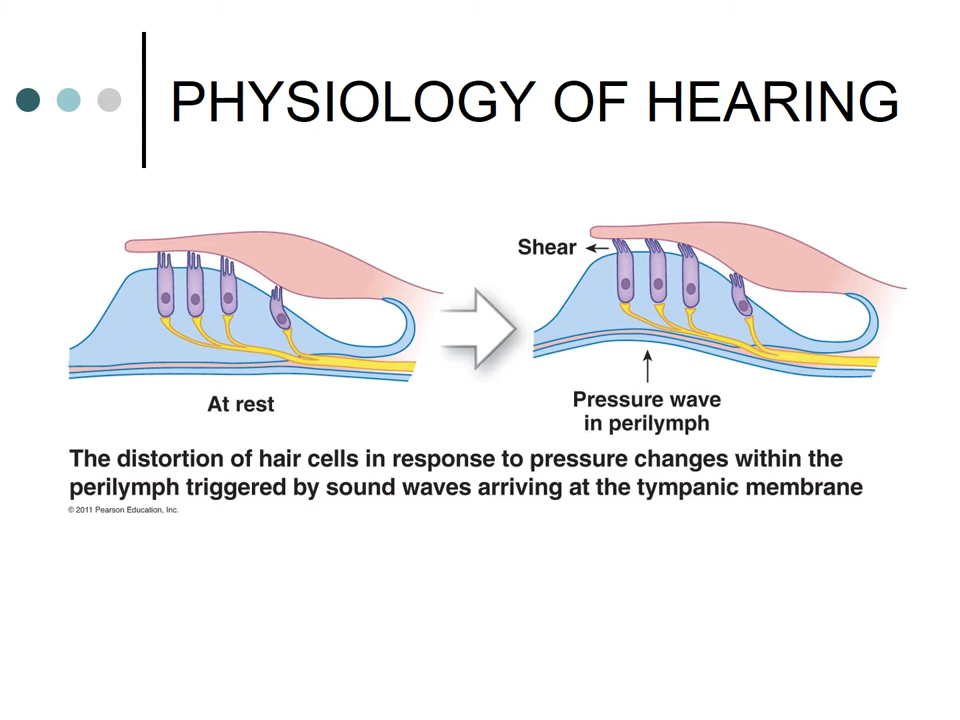 PHYSIOLOGY OF HEARING
Shear
At rest
Pressure wave
in perilymph
The distortion of hair cells in response to pressure changes within the
perilymph triggered by sound waves arriving at the tympanic membrane
© 2011 Pearson Education, Inc.